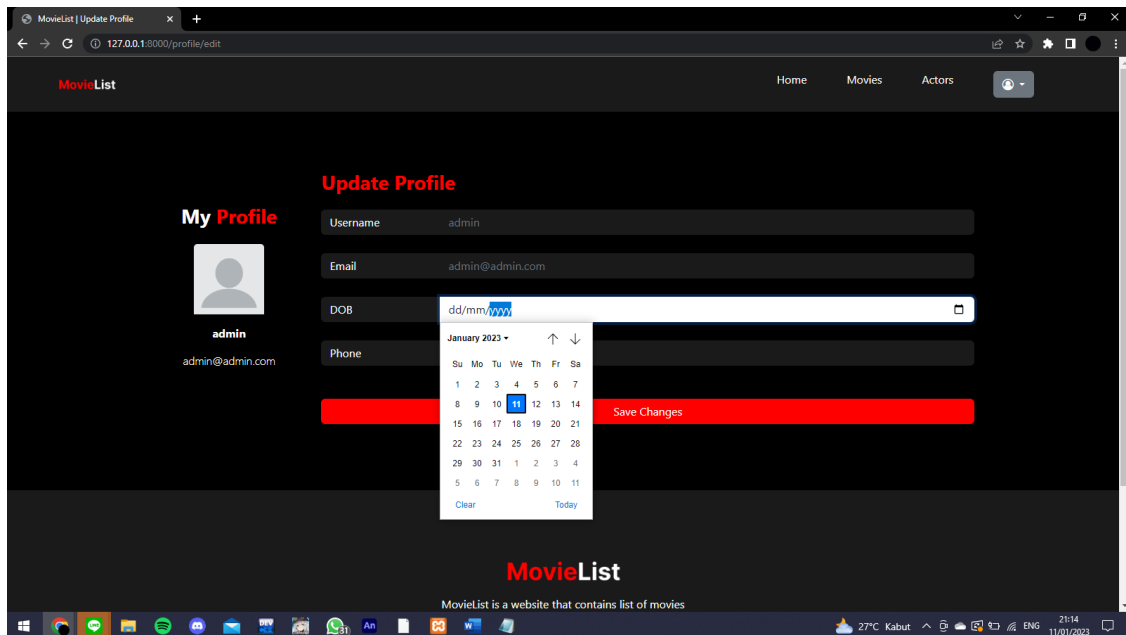 MovieList | Update Profile
127.0.0.1:8000/profile/edit
MovieList
Home Movies Actors
Update Profile
My Profile
admin
admin@admin.com
Username admin
Email admin@admin.com
DOB dd/mm/yyyy
Phone
January 2023
Su Mo Tu We Th Fr Sa
1 2 3 4 5 6 7
8 9 10 11 12 13 14
15 16 17 18 19 20 21
22 23 24 25 26 27 28
29 30 31 1 2 3 4
5 6 7 8 9 10 11
Clear Today
Save Changes
MovieList
MovieList is a website that contains list of movies
An
31
27°C Kabut
ENG
21:14
11/01/2023